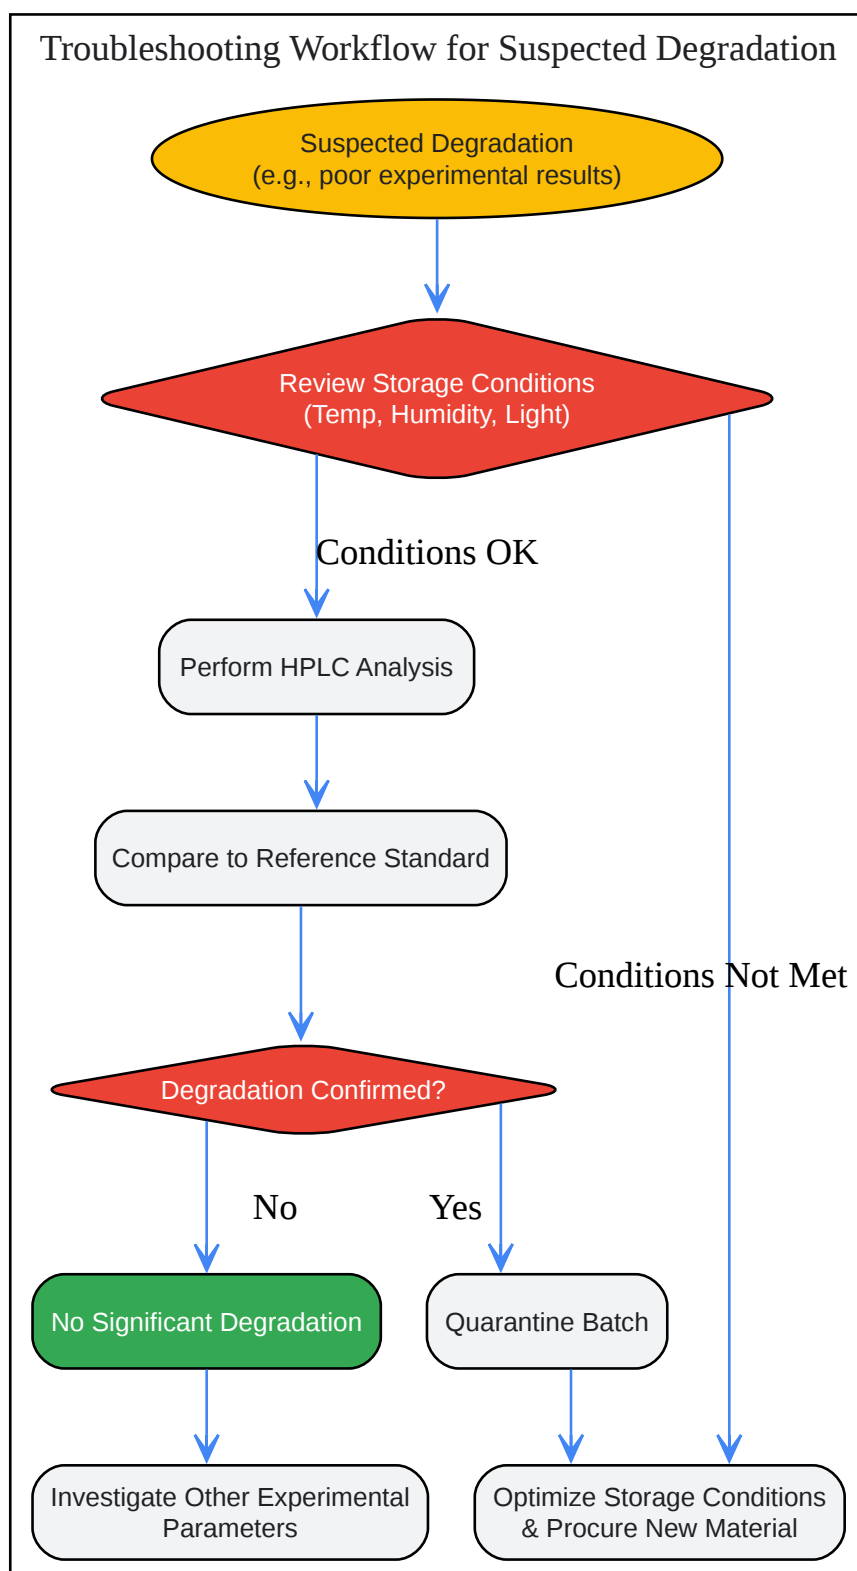 Troubleshooting Workflow for Suspected Degradation
Suspected Degradation
(e.g., poor experimental results)
Review Storage Conditions
(Temp, Humidity, Light)
Conditions OK
Perform HPLC Analysis
Compare to Reference Standard
Conditions Not Met
Degradation Confirmed?
No
Yes
No Significant Degradation
Quarantine Batch
Investigate Other Experimental
Parameters
Optimize Storage Conditions
& Procure New Material